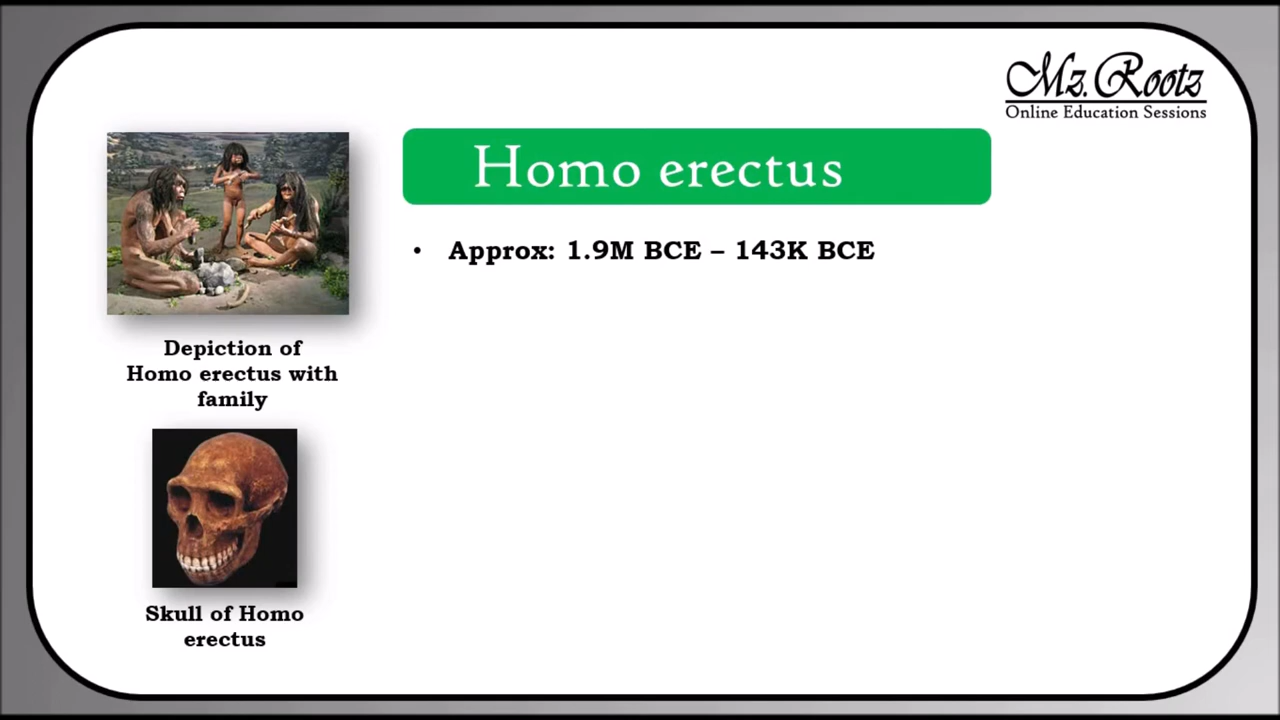 Mz. Rootz
Online Education Sessions
Homo erectus
• Approx: 1.9M BCE – 143K BCE
Depiction of
Homo erectus with
family
Skull of Homo
erectus